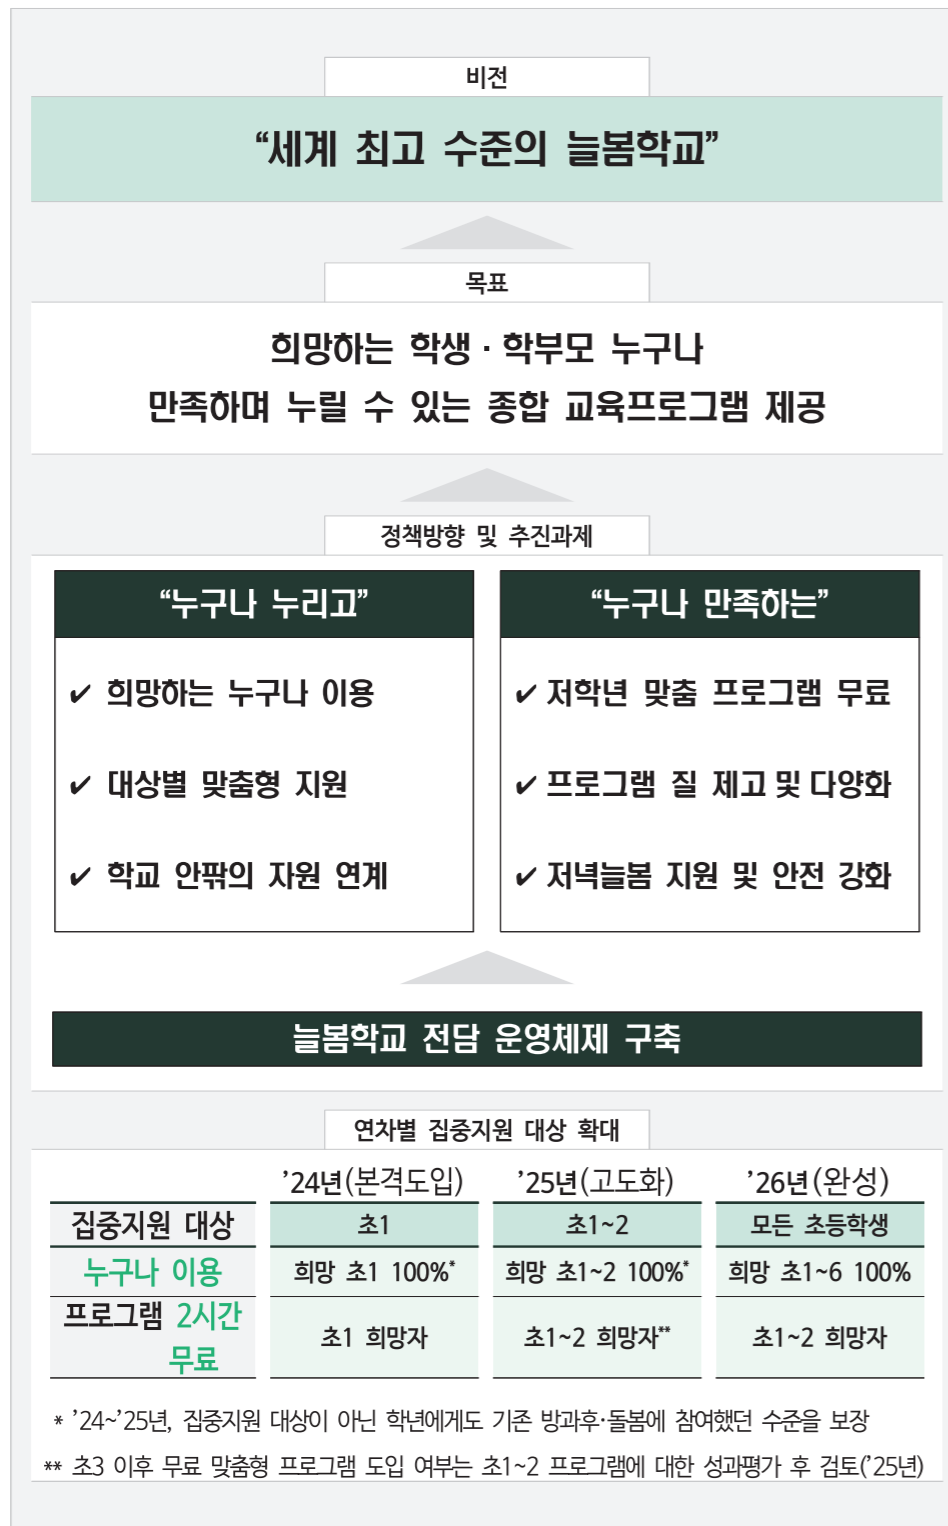 비전
“세계 최고 수준의 늘봄학교”
목표
희망하는 학생 · 학부모 누구나
만족하며 누릴 수 있는 종합 교육프로그램 제공
정책방향 및 추진과제
“누구나 누리고”
✔ 희망하는 누구나 이용
✔ 대상별 맞춤형 지원
✔ 학교 안팎의 자원 연계
“누구나 만족하는”
✔ 저학년 맞춤 프로그램 무료
✔ 프로그램 질 제고 및 다양화
✔ 저녁늘봄 지원 및 안전 강화
늘봄학교 전담 운영체제 구축
연차별 집중지원 대상 확대
’24년(본격도입) ’25년(고도화) ’26년(완성)
집중지원 대상 초1 초1~2 모든 초등학생
누구나 이용 희망 초1 100%* 희망 초1~2 100%* 희망 초1~6 100%
프로그램 2시간
무료 초1 희망자 초1~2 희망자** 초1~2 희망자
* ’24~’25년, 집중지원 대상이 아닌 학년에게도 기존 방과후·돌봄에 참여했던 수준을 보장
** 초3 이후 무료 맞춤형 프로그램 도입 여부는 초1~2 프로그램에 대한 성과평가 후 검토(’25년)